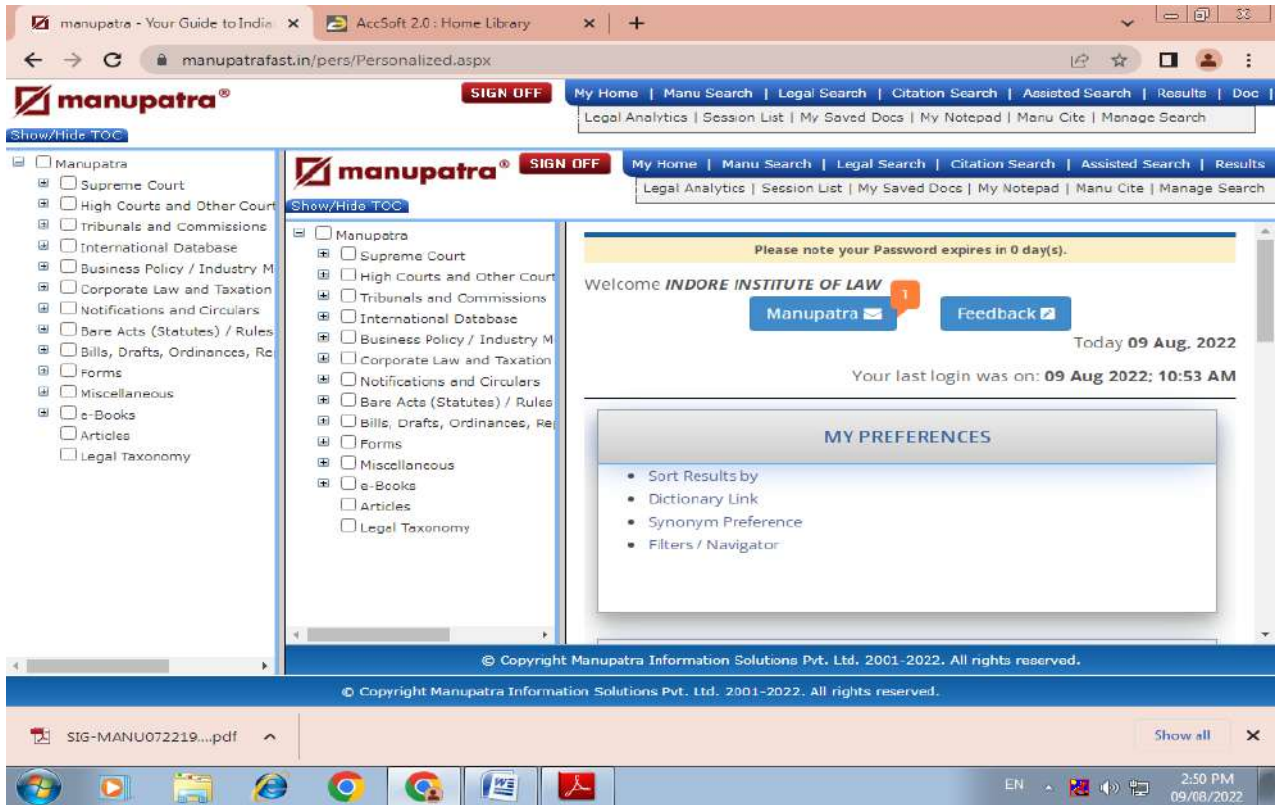 manupatra - Your Guide to India
AccSoft 2.0 : Home Library
manupatrafast.in/pers/Personalized.aspx
manupatra®
SIGN OFF
My Home | Manu Search | Legal Search | Citation Search | Assisted Search | Results | Doc |
Legal Analytics | Session List | My Saved Docs | My Notepad | Manu Cite | Manage Search
Show/Hide TOC
Manupatra
Supreme Court
High Courts and Other Court
Tribunals and Commissions
International Database
Business Policy / Industry M
Corporate Law and Taxation
Notifications and Circulars
Bare Acts (Statutes) / Rules
Bills, Drafts, Ordinances, Re
Forms
Miscellaneous
e-Books
Articles
Legal Taxonomy
manupatra®
SIGN OFF
My Home | Manu Search | Legal Search | Citation Search | Assisted Search | Results
Legal Analytics | Session List | My Saved Docs | My Notepad | Manu Cite | Manage Search
Show/Hide TOC
Manupatra
Supreme Court
High Courts and Other Court
Tribunals and Commissions
International Database
Business Policy / Industry M
Corporate Law and Taxation
Notifications and Circulars
Bare Acts (Statutes) / Rules
Bills, Drafts, Ordinances, Re
Forms
Miscellaneous
e-Books
Articles
Legal Taxonomy
Please note your Password expires in 0 day(s).
Welcome INDORE INSTITUTE OF LAW
1
Manupatra
Feedback
Today 09 Aug, 2022
Your last login was on: 09 Aug 2022; 10:53 AM
MY PREFERENCES
• Sort Results by
• Dictionary Link
• Synonym Preference
• Filters / Navigator
© Copyright Manupatra Information Solutions Pvt. Ltd. 2001-2022. All rights reserved.
© Copyright Manupatra Information Solutions Pvt. Ltd. 2001-2022. All rights reserved.
SIG-MANU072219....pdf
Show all
EN
2:50 PM
09/08/2022